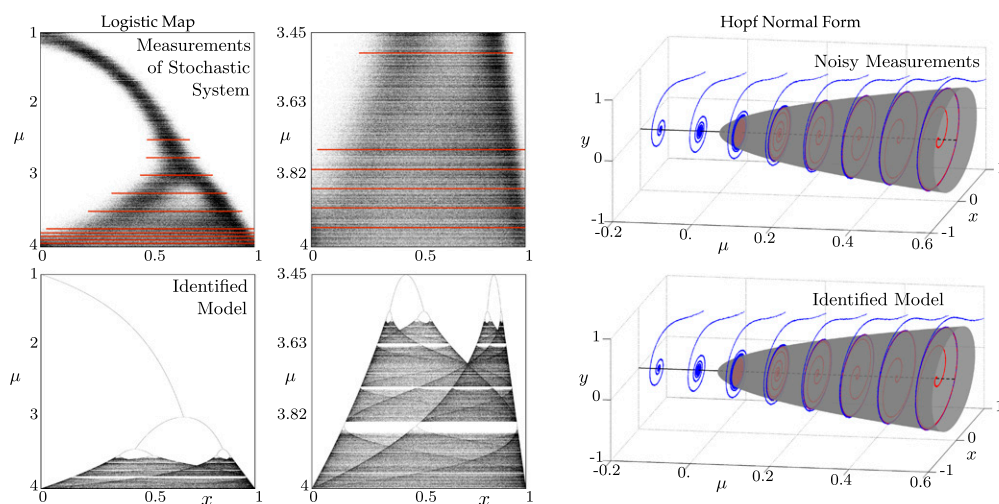 Logistic Map
Measurements
of Stochastic
System
1
2
μ
3
4
0
0.5
1
3.45
3.63
μ
3.82
4
0
0.5
1
Identified
Model
1
2
μ
3
4
0
0.5
x
1
3.45
3.63
μ
3.82
4
0
0.5
x
1
Hopf Normal Form
Noisy Measurements
1
y
0
-1
-0.2
0.
μ
0.2
0.4
0.6
-1
0
x
1
Identified Model
1
y
0
-1
-0.2
0.
μ
0.2
0.4
0.6
-1
0
x
1